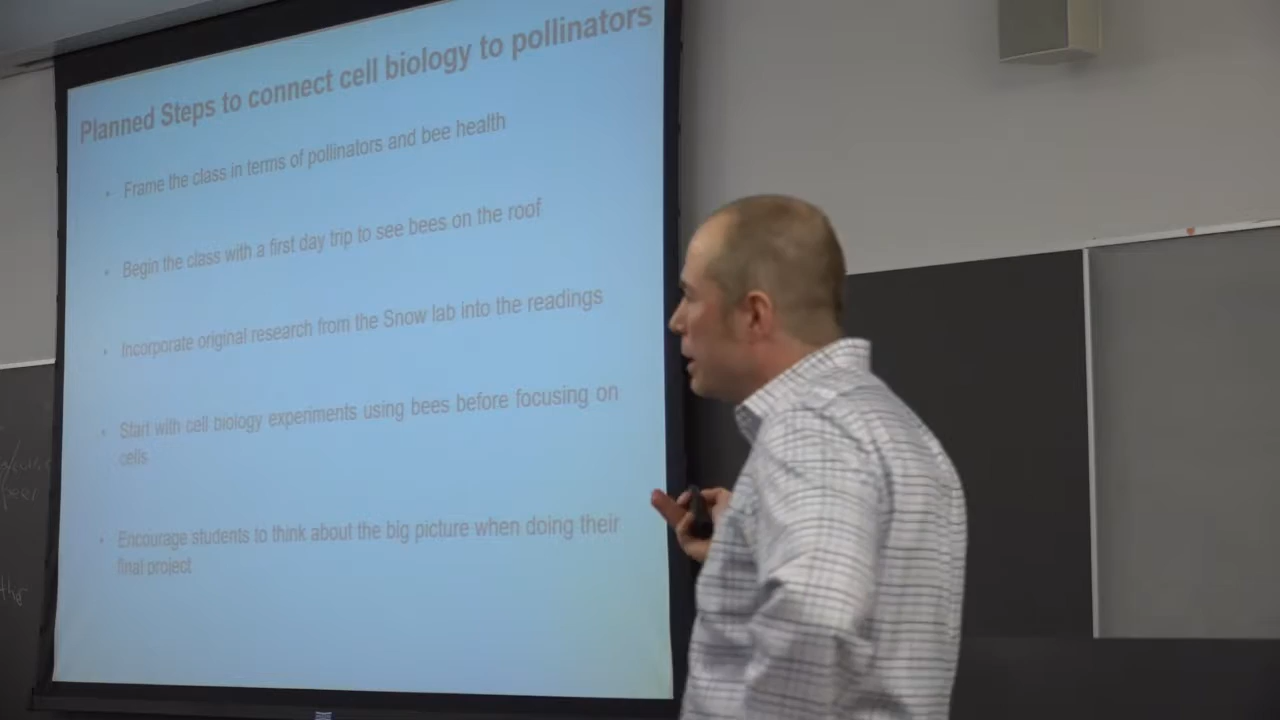 Planned Steps to connect cell biology to pollinators
• Frame the class in terms of pollinators and bee health
• Begin the class with a first day trip to see bees on the roof
• Incorporate original research from the Snow lab into the readings
• Start with cell biology experiments using bees before focusing on
cells
• Encourage students to think about the big picture when doing their
final project